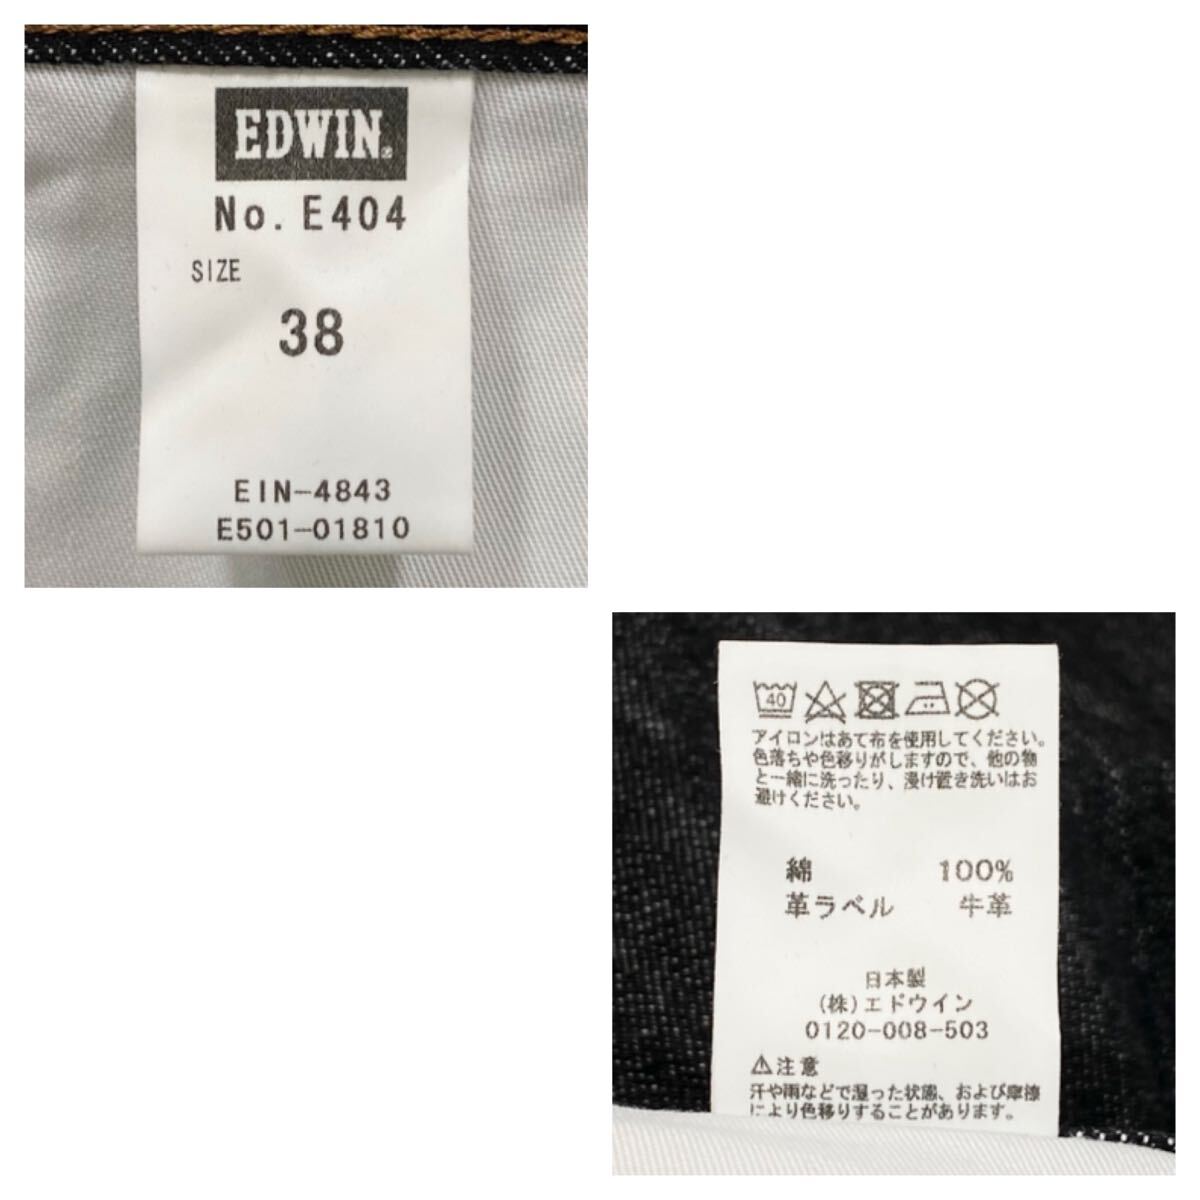 EDWIN.
No. E404
SIZE
38
EIN-4843
E501-01810
40
アイロンはあて布を使用してください。
色落ちや色移りがしますので、他の物
と一緒に洗ったり、浸け置き洗いはお
避けください。
綿 100%
革ラベル 牛革
日本製
(株)エドウイン
0120-008-503
⚠注意
汗や雨などで湿った状態、および摩擦
により色移りすることがあります。